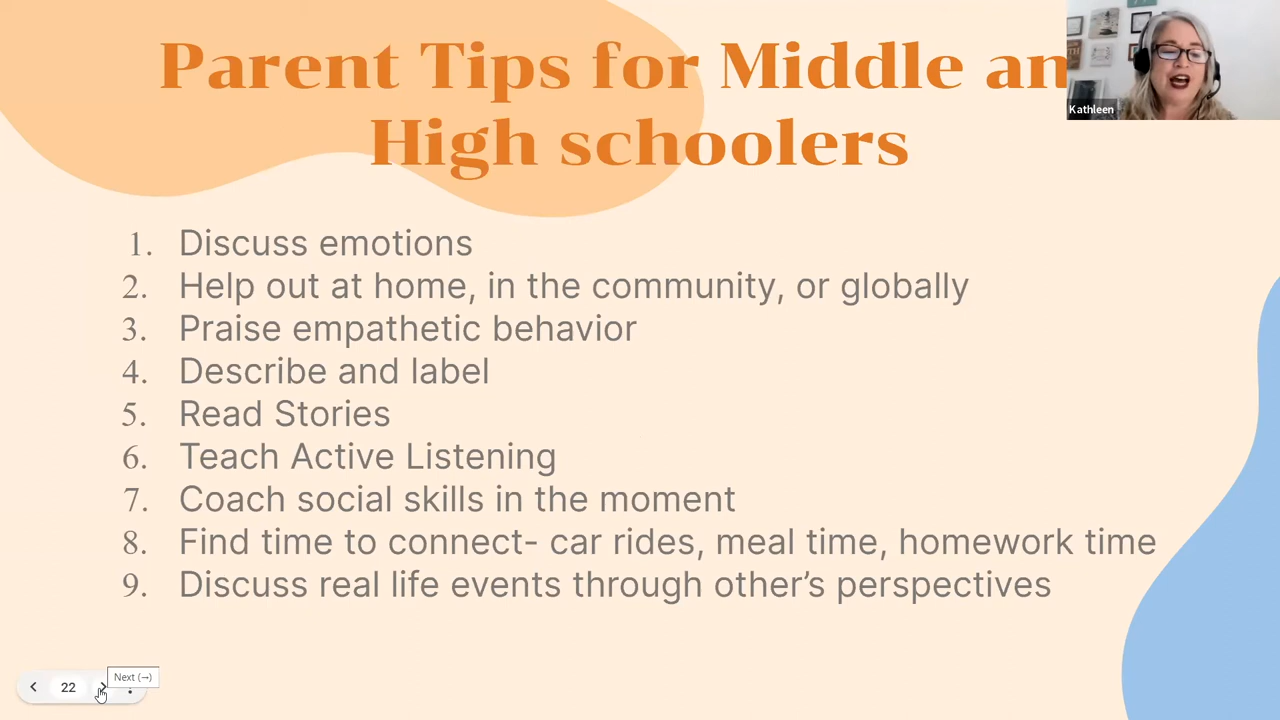 Parent Tips for Middle an
High schoolers
Kathleen
1. Discuss emotions
2. Help out at home, in the community, or globally
3. Praise empathetic behavior
4. Describe and label
5. Read Stories
6. Teach Active Listening
7. Coach social skills in the moment
8. Find time to connect- car rides, meal time, homework time
9. Discuss real life events through other’s perspectives
Next (→)
22